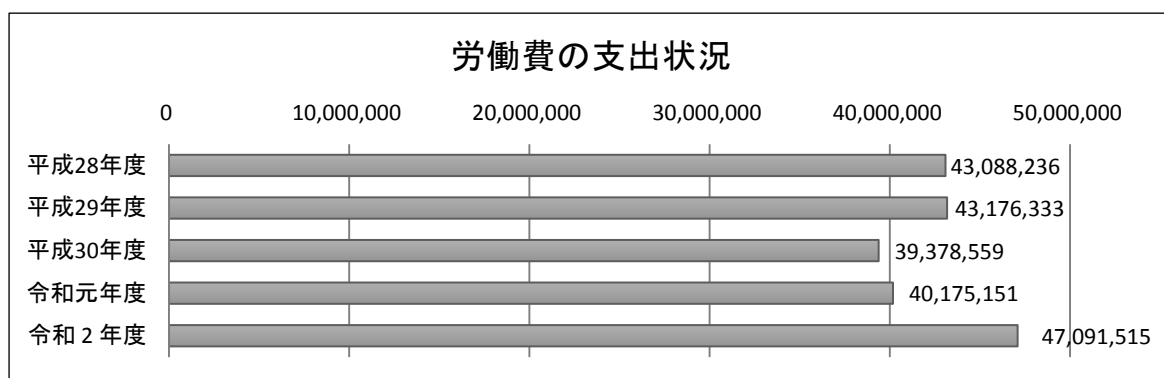 労働費の支出状況
0 10,000,000 20,000,000 30,000,000 40,000,000 50,000,000
平成28年度 43,088,236
平成29年度 43,176,333
平成30年度 39,378,559
令和元年度 40,175,151
令和２年度 47,091,515